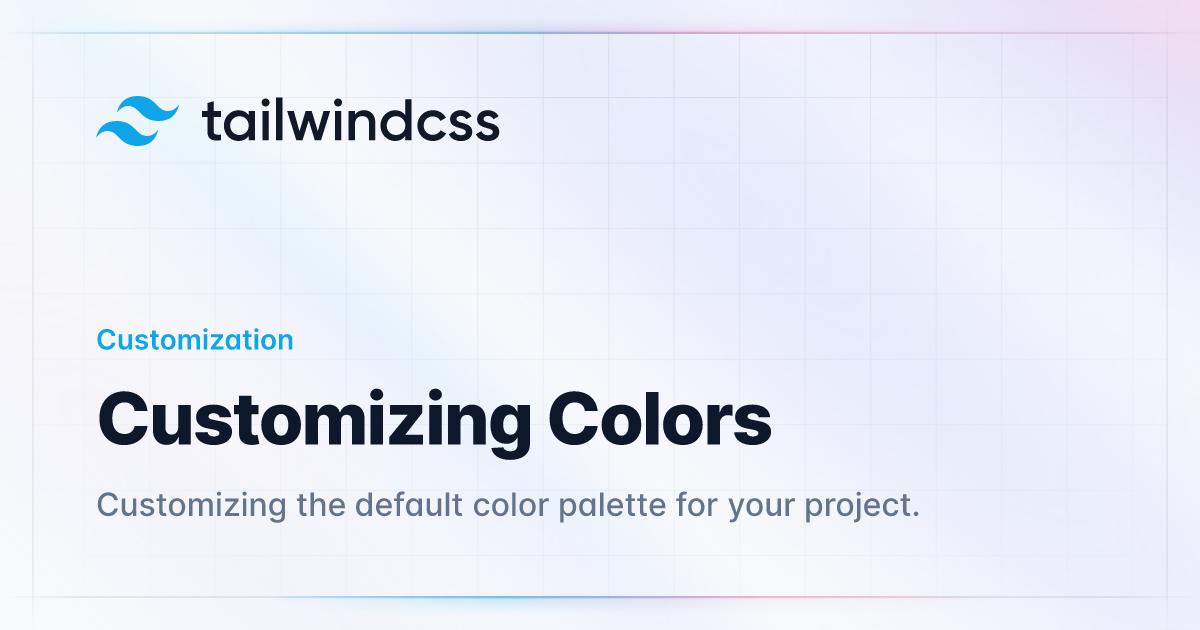 tailwindcss
Customization
Customizing Colors
Customizing the default color palette for your project.